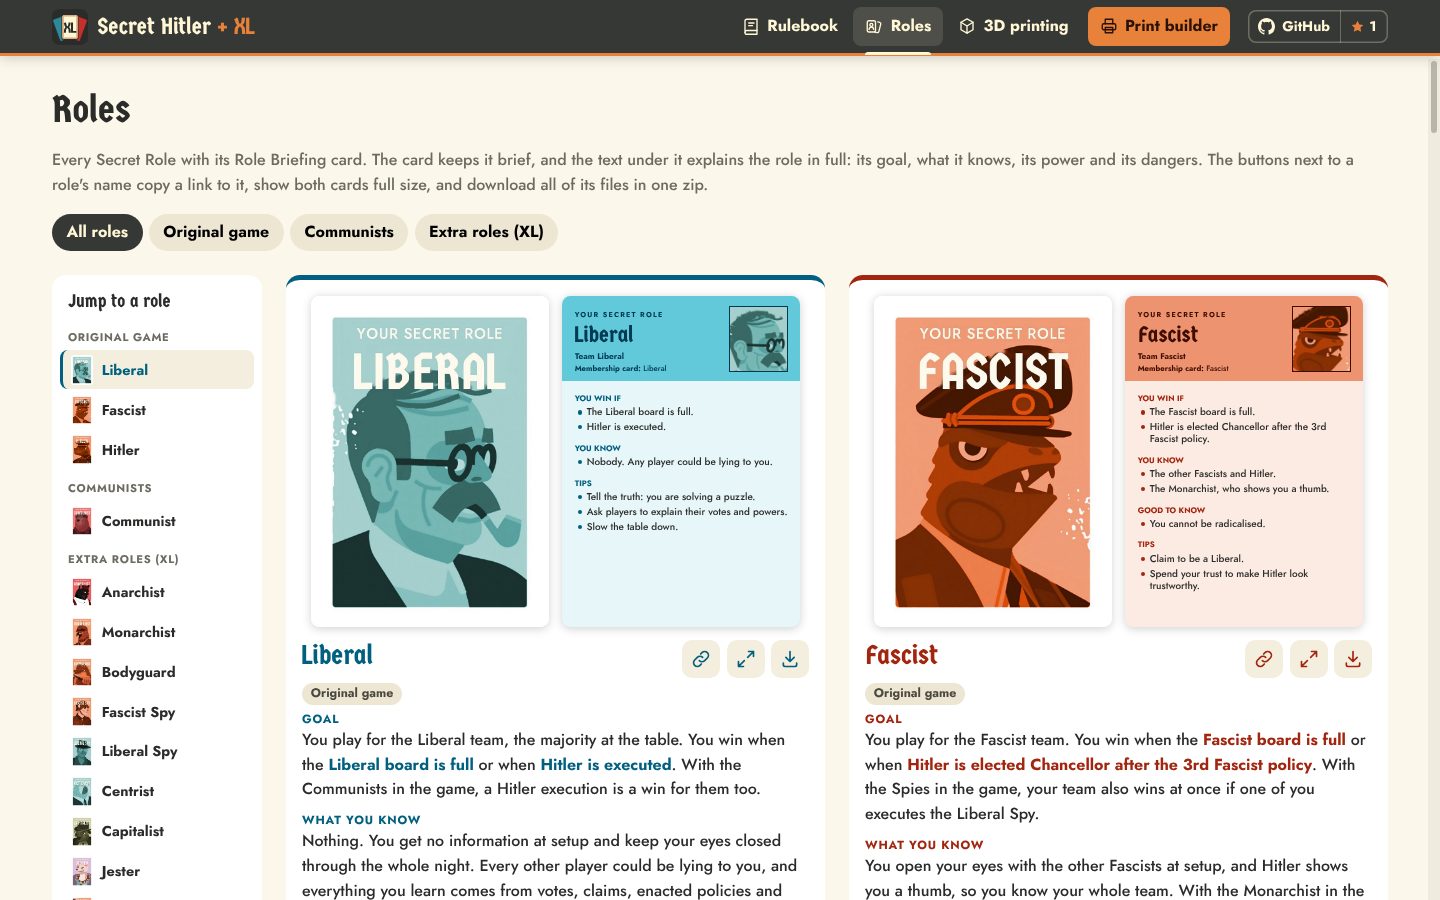 XL
Secret Hitler + XL
Rulebook
Roles
3D printing
Print builder
GitHub
1
Roles
Every Secret Role with its Role Briefing card. The card keeps it brief, and the text under it explains the role in full: its goal, what it knows, its power and its dangers. The buttons next to a
role's name copy a link to it, show both cards full size, and download all of its files in one zip.
All roles
Original game
Communists
Extra roles (XL)
Jump to a role
ORIGINAL GAME
Liberal
Fascist
Hitler
COMMUNISTS
Communist
EXTRA ROLES (XL)
Anarchist
Monarchist
Bodyguard
Fascist Spy
Liberal Spy
Centrist
Capitalist
Jester
YOUR SECRET ROLE
LIBERAL
YOUR SECRET ROLE
Liberal
Team Liberal
Membership card: Liberal
YOU WIN IF
The Liberal board is full.
Hitler is executed.
YOU KNOW
Nobody. Any player could be lying to you.
TIPS
Tell the truth: you are solving a puzzle.
Ask players to explain their votes and powers.
Slow the table down.
Liberal
Original game
GOAL
You play for the Liberal team, the majority at the table. You win when
the Liberal board is full or when Hitler is executed. With the
Communists in the game, a Hitler execution is a win for them too.
WHAT YOU KNOW
Nothing. You get no information at setup and keep your eyes closed
through the whole night. Every other player could be lying to you, and
everything you learn comes from votes, claims, enacted policies and
YOUR SECRET ROLE
FASCIST
YOUR SECRET ROLE
Fascist
Team Fascist
Membership card: Fascist
YOU WIN IF
The Fascist board is full.
Hitler is elected Chancellor after the 3rd
Fascist policy.
YOU KNOW
The other Fascists and Hitler.
The Monarchist, who shows you a thumb.
GOOD TO KNOW
You cannot be radicalised.
TIPS
Claim to be a Liberal.
Spend your trust to make Hitler look
trustworthy.
Fascist
Original game
GOAL
You play for the Fascist team. You win when the Fascist board is full or
when Hitler is elected Chancellor after the 3rd Fascist policy. With
the Spies in the game, your team also wins at once if one of you
executes the Liberal Spy.
WHAT YOU KNOW
You open your eyes with the other Fascists at setup, and Hitler shows
you a thumb, so you know your whole team. With the Monarchist in the